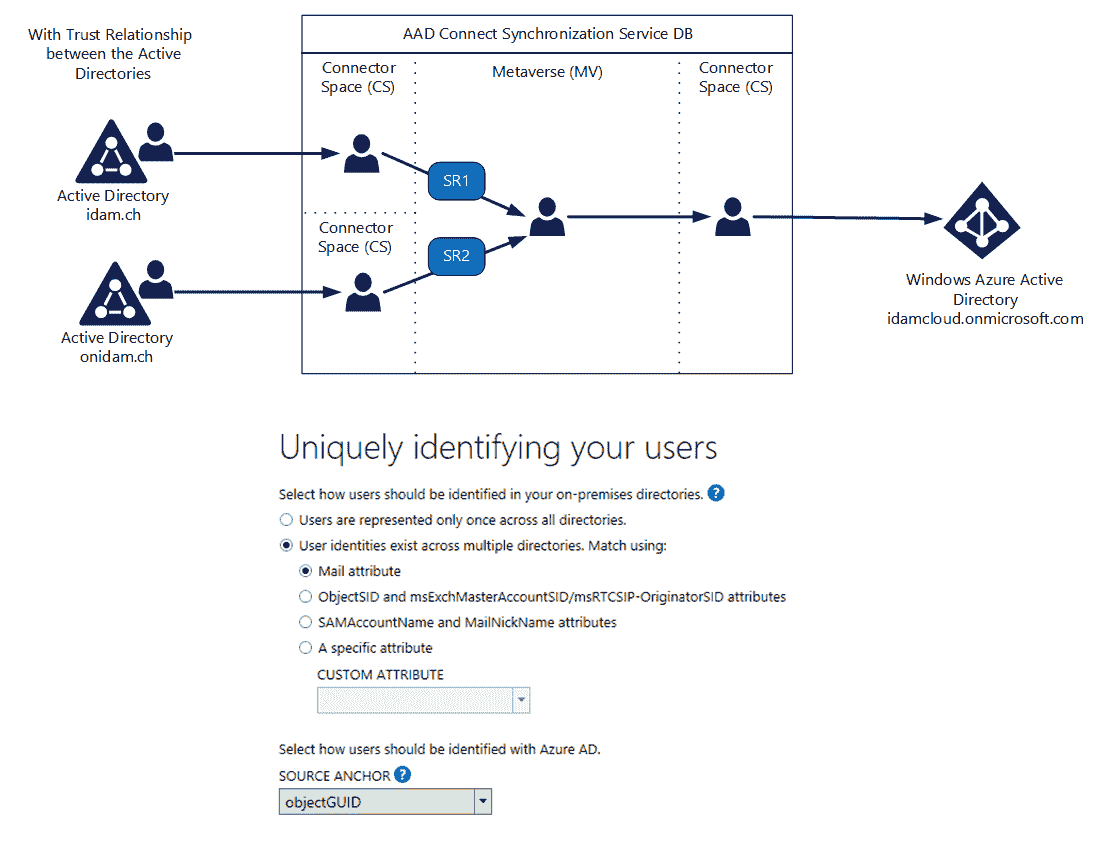 With Trust Relationship
between the Active
Directories
AAD Connect Synchronization Service DB
Connector
Space (CS)
Metaverse (MV)
Connector
Space (CS)
Active Directory
idam.ch
SR1
Connector
Space (CS)
SR2
Active Directory
onidam.ch
Windows Azure Active
Directory
idamcloud.onmicrosoft.com
Uniquely identifying your users
Select how users should be identified in your on-premises directories. ?
Users are represented only once across all directories.
User identities exist across multiple directories. Match using:
Mail attribute
ObjectSID and msExchMasterAccountSID/msRTCSIP-OriginatorSID attributes
SAMAccountName and MailNickName attributes
A specific attribute
CUSTOM ATTRIBUTE
Select how users should be identified with Azure AD.
SOURCE ANCHOR ?
objectGUID